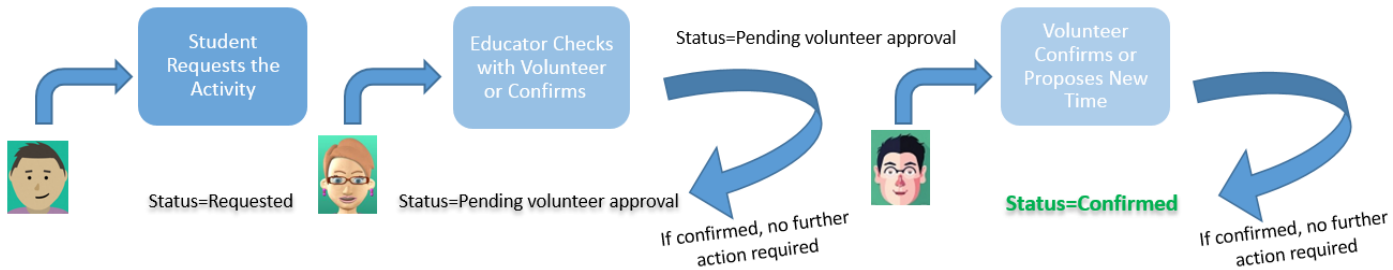 Student
Requests the
Activity
Status=Requested
Educator Checks
with Volunteer
or Confirms
Status=Pending volunteer approval
Status=Pending volunteer approval
If confirmed, no further
action required
Volunteer
Confirms or
Proposes New
Time
Status=Confirmed
If confirmed, no further
action required